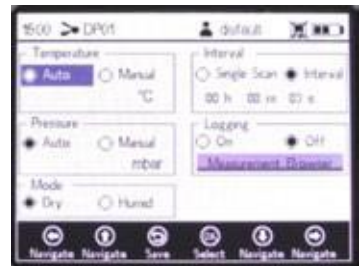 15:00 DP01 default
Temperature
Auto Manual
°C
Interval
Single Scan Interval
00 h 00 m
Pressure
Auto Manual
mbar
Logging
On Off
Measurement Browser
Mode
Dry Humid
Navigate Navigate Save Select Navigate Navigate